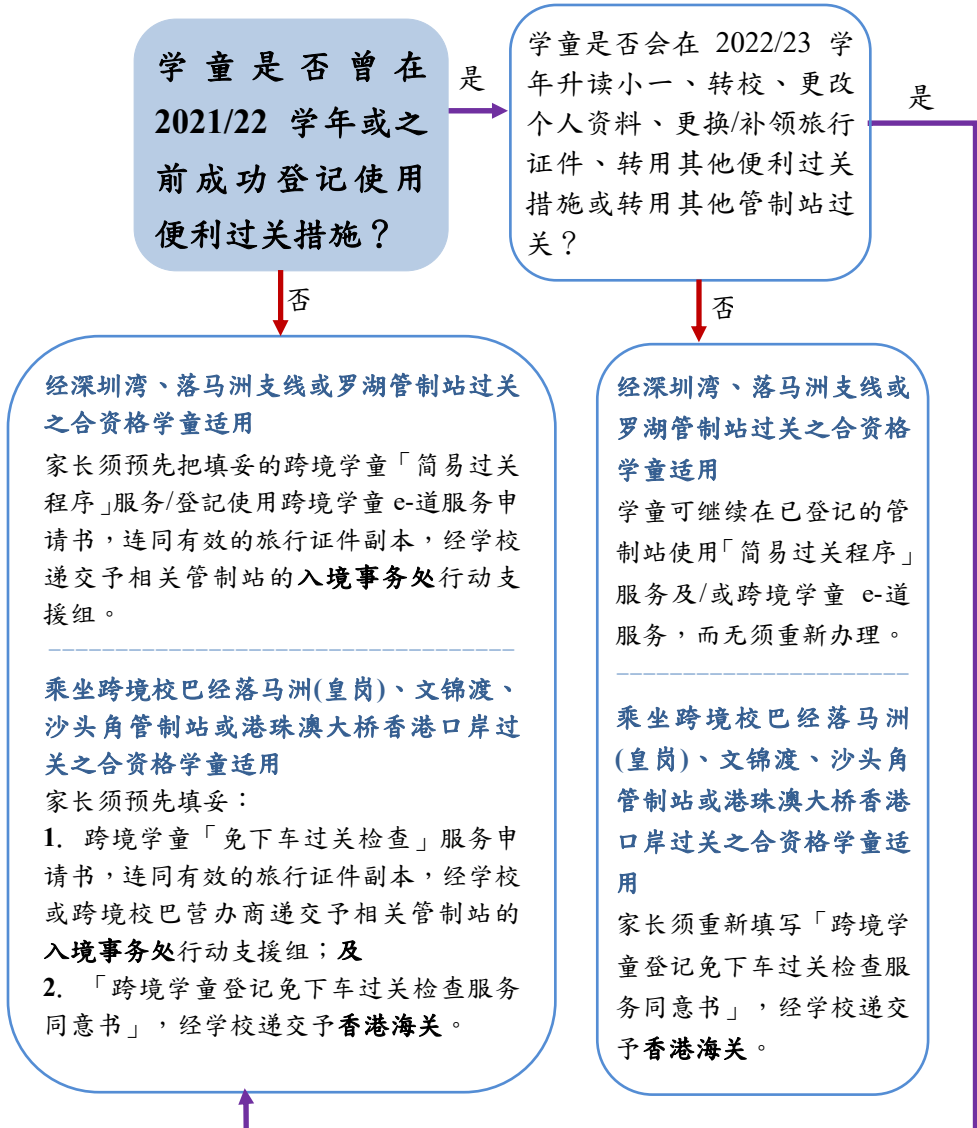 学童是否曾在
2021/22 学年或之
前成功登记使用
便利过关措施？
是
学童是否会在 2022/23 学
年升读小一、转校、更改
个人资料、更换/补领旅行
证件、转用其他便利过关
措施或转用其他管制站过
关？
是
否
否
经深圳湾、落马洲支线或罗湖管制站过关
之合资格学童适用
家长须预先把填妥的跨境学童「简易过关
程序」服务/登記使用跨境学童 e-道服务申
请书，连同有效的旅行证件副本，经学校
递交予相关管制站的入境事务处行动支
援组。
乘坐跨境校巴经落马洲(皇岗)、文锦渡、
沙头角管制站或港珠澳大桥香港口岸过
关之合资格学童适用
家长须预先填妥：
1. 跨境学童「免下车过关检查」服务申
请书，连同有效的旅行证件副本，经学校
或跨境校巴营办商递交予相关管制站的
入境事务处行动支援组；及
2. 「跨境学童登记免下车过关检查服务
同意书」，经学校递交予香港海关。
经深圳湾、落马洲支线或
罗湖管制站过关之合资格
学童适用
学童可继续在已登记的管
制站使用「简易过关程序」
服务及/或跨境学童 e-道
服务，而无须重新办理。
乘坐跨境校巴经落马洲
(皇岗)、文锦渡、沙头角
管制站或港珠澳大桥香港
口岸过关之合资格学童适
用
家长须重新填写「跨境学
童登记免下车过关检查服
务同意书」，经学校递交
予香港海关。